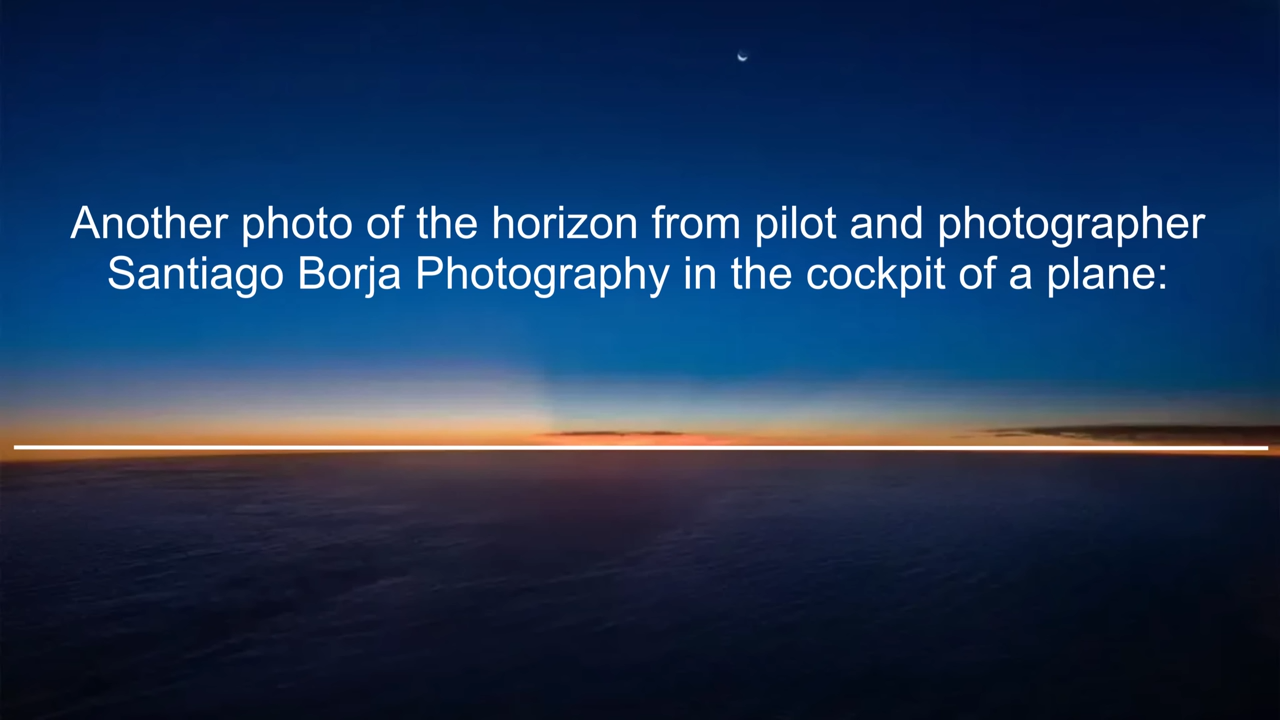 Another photo of the horizon from pilot and photographer
Santiago Borja Photography in the cockpit of a plane: